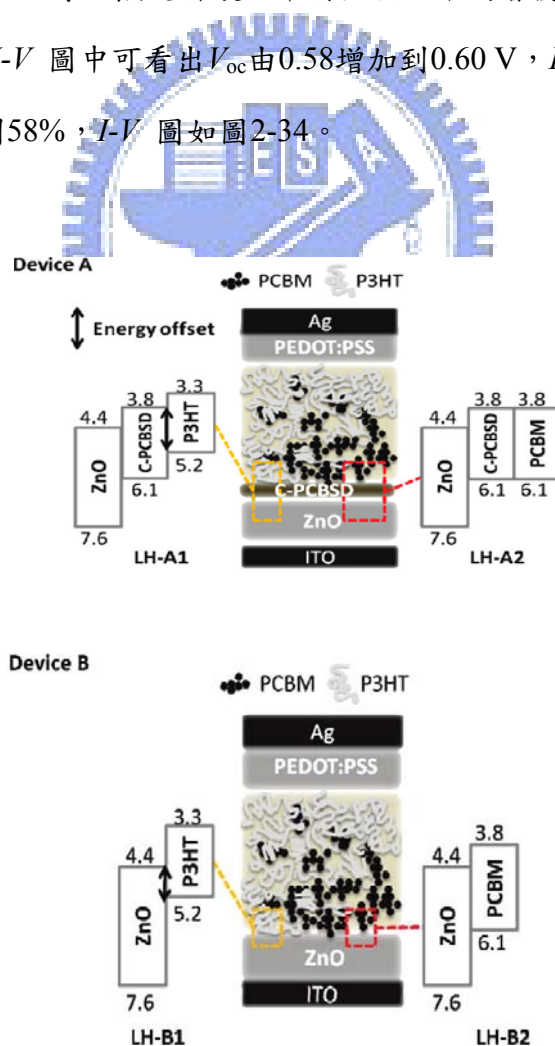 I-V 圖中可看出Voc由0.58增加到0.60 V，
58%，I-V 圖如圖2-34。
E S A
Device A
PCBM P3HT
Energy offset
Ag
PEDOT:PSS
C-PCBSD
ZnO
ITO
4.4 3.8 3.3
ZnO C-PCBSD P3HT
5.2
6.1
7.6
LH-A1
4.4 3.8 3.8
ZnO C-PCBSD PCBM
6.1 6.1
7.6
LH-A2
Device B
PCBM P3HT
Ag
PEDOT:PSS
ZnO
ITO
4.4 3.3
ZnO P3HT
5.2
7.6
LH-B1
4.4 3.8
ZnO PCBM
6.1
7.6
LH-B2